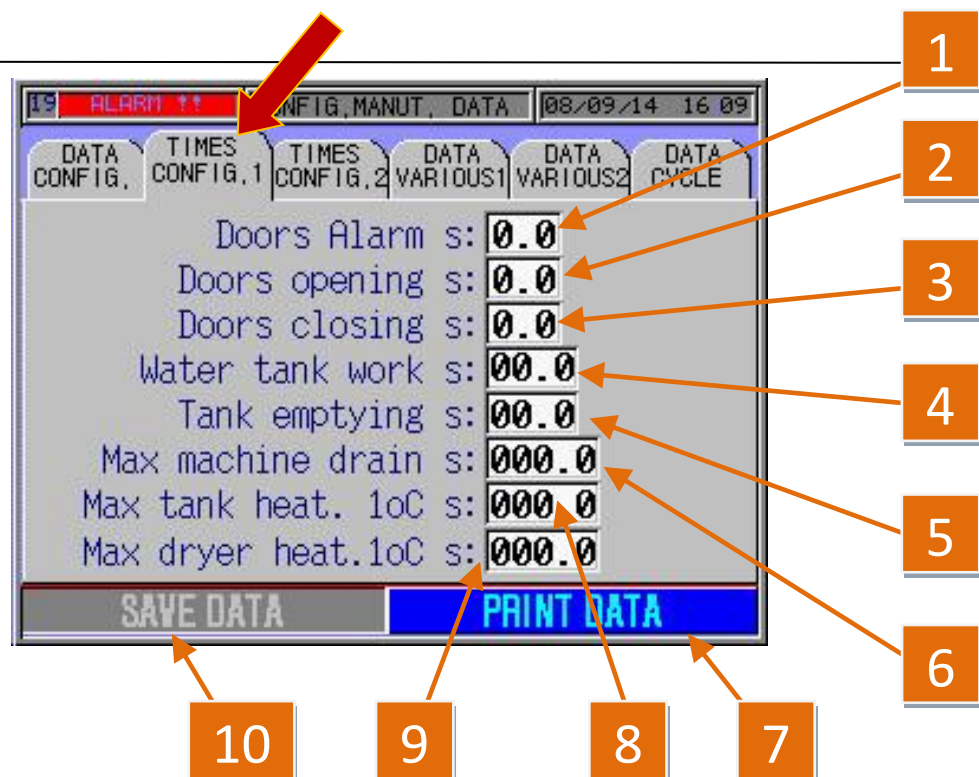 1
19 ALARM !! CONFIG,MANUT, DATA 08/09/14 16 09
DATA CONFIG,
TIMES CONFIG,1
TIMES CONFIG,2
DATA VARIOUS1
DATA VARIOUS2
DATA CYCLE
2
Doors Alarm s: 0.0
Doors opening s: 0.0
3
Doors closing s: 0.0
Water tank work s: 00.0
4
Tank emptying s: 00.0
Max machine drain s: 000.0
Max tank heat. 1oC s: 000.0
5
Max dryer heat.1oC s: 000.0
SAVE DATA PRINT DATA
6
10 9 8 7